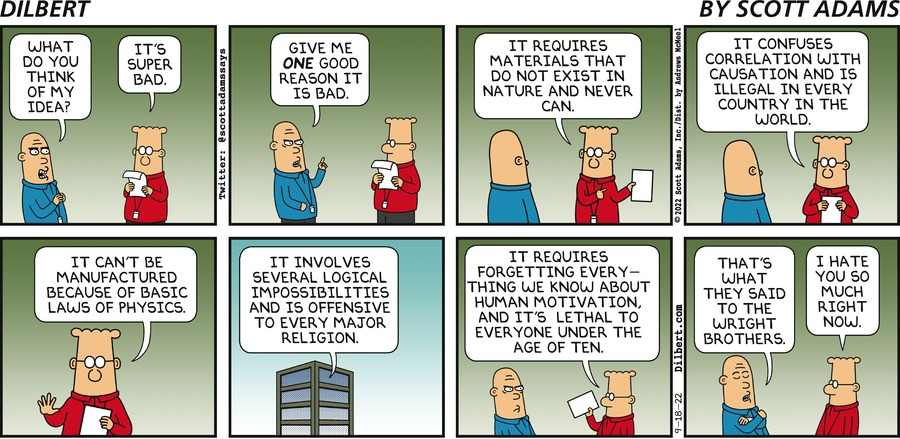 DILBERT
BY SCOTT ADAMS
WHAT
DO YOU
THINK
OF MY
IDEA?
IT'S
SUPER
BAD.
Twitter: @scottadamssays
GIVE ME
ONE GOOD
REASON IT
IS BAD.
IT REQUIRES
MATERIALS THAT
DO NOT EXIST IN
NATURE AND NEVER
CAN.
©2022 Scott Adams, Inc./Dist. by Andrews McMeel
IT CONFUSES
CORRELATION WITH
CAUSATION AND IS
ILLEGAL IN EVERY
COUNTRY IN THE
WORLD.
IT CAN'T BE
MANUFACTURED
BECAUSE OF BASIC
LAWS OF PHYSICS.
IT INVOLVES
SEVERAL LOGICAL
IMPOSSIBILITIES
AND IS OFFENSIVE
TO EVERY MAJOR
RELIGION.
IT REQUIRES
FORGETTING EVERY-
THING WE KNOW ABOUT
HUMAN MOTIVATION,
AND IT'S LETHAL TO
EVERYONE UNDER THE
AGE OF TEN.
9-18-22 Dilbert.com
THAT'S
WHAT
THEY SAID
TO THE
WRIGHT
BROTHERS.
I HATE
YOU SO
MUCH
RIGHT
NOW.